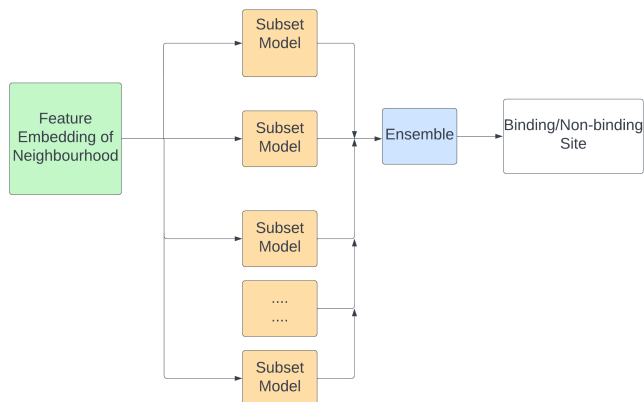 Feature
Embedding of
Neighbourhood
Subset
Model
Subset
Model
Subset
Model
....
....
Subset
Model
Ensemble
Binding/Non-binding
Site